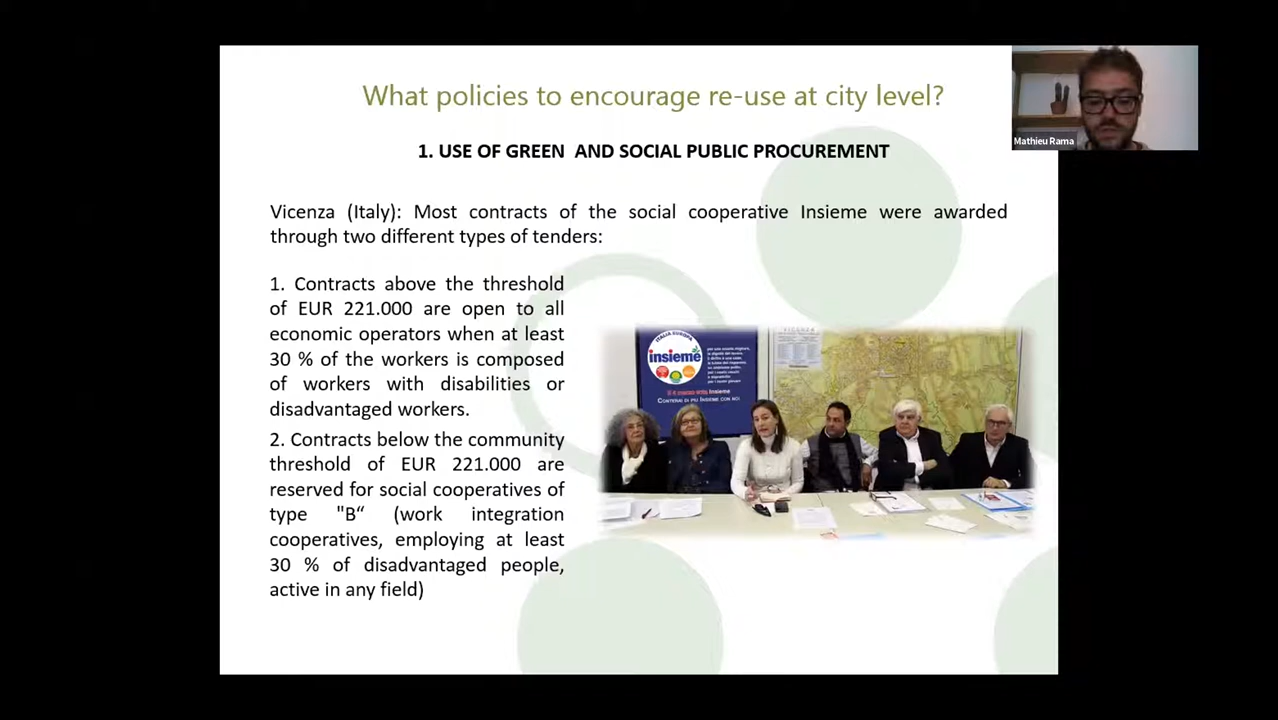 What policies to encourage re-use at city level?
Mathieu Rama
1. USE OF GREEN  AND SOCIAL PUBLIC PROCUREMENT
Vicenza (Italy): Most contracts of the social cooperative Insieme were awarded
through two different types of tenders:
1. Contracts above the threshold
of EUR 221.000 are open to all
economic operators when at least
30 % of the workers is composed
of workers with disabilities or
disadvantaged workers.
2. Contracts below the community
threshold of EUR 221.000 are
reserved for social cooperatives of
type "B“ (work integration
cooperatives, employing at least
30 % of disadvantaged people,
active in any field)
ITALIA EUROPA
insieme
VICENZA